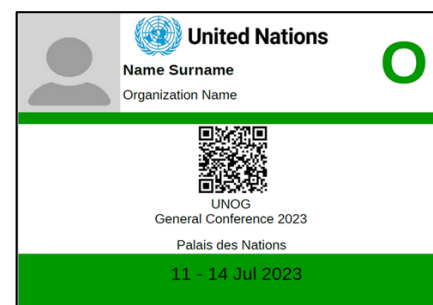 United Nations
Name Surname
O
Organization Name
UNOG
General Conference 2023
Palais des Nations
11 - 14 Jul 2023